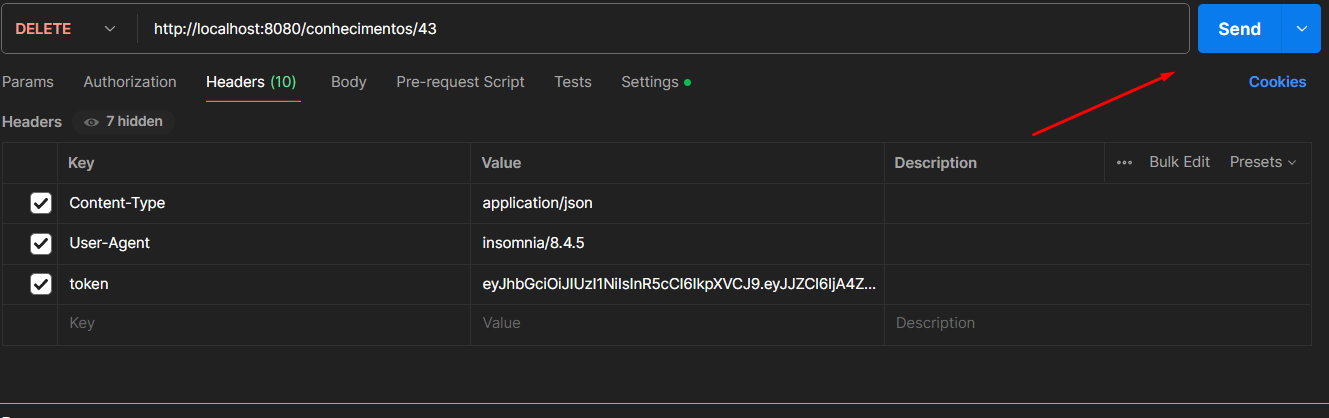 DELETE http://localhost:8080/conhecimentos/43 Send
Params Authorization Headers (10) Body Pre-request Script Tests Settings Cookies
Headers 7 hidden
Key Value Description Bulk Edit Presets
Content-Type application/json
User-Agent insomnia/8.4.5
token eyJhbGciOiJIUzI1NiIsInR5cCI6IkpXVCJ9.eyJJZCI6IjA4Z...
Key Value Description